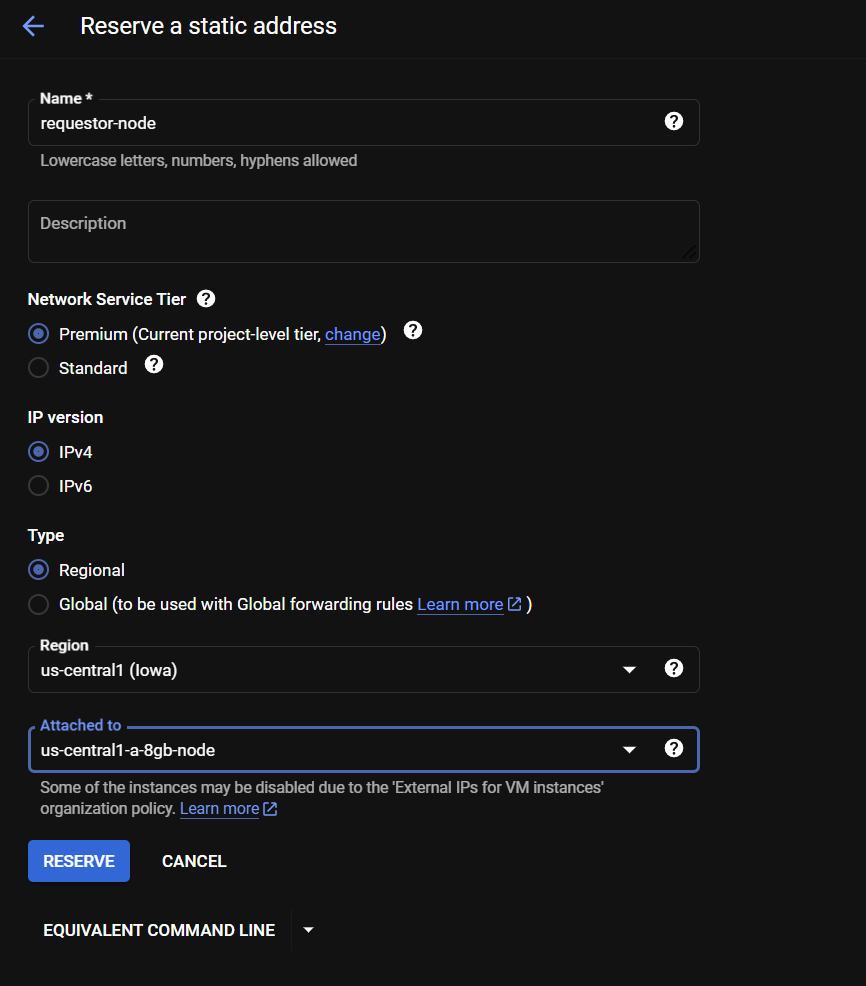 Reserve a static address
Name *
requestor-node
Lowercase letters, numbers, hyphens allowed
Description
Network Service Tier
Premium (Current project-level tier, change)
Standard
IP version
IPv4
IPv6
Type
Regional
Global (to be used with Global forwarding rules Learn more )
Region
us-central1 (Iowa)
Attached to
us-central1-a-8gb-node
Some of the instances may be disabled due to the 'External IPs for VM instances'
organization policy. Learn more
RESERVE CANCEL
EQUIVALENT COMMAND LINE